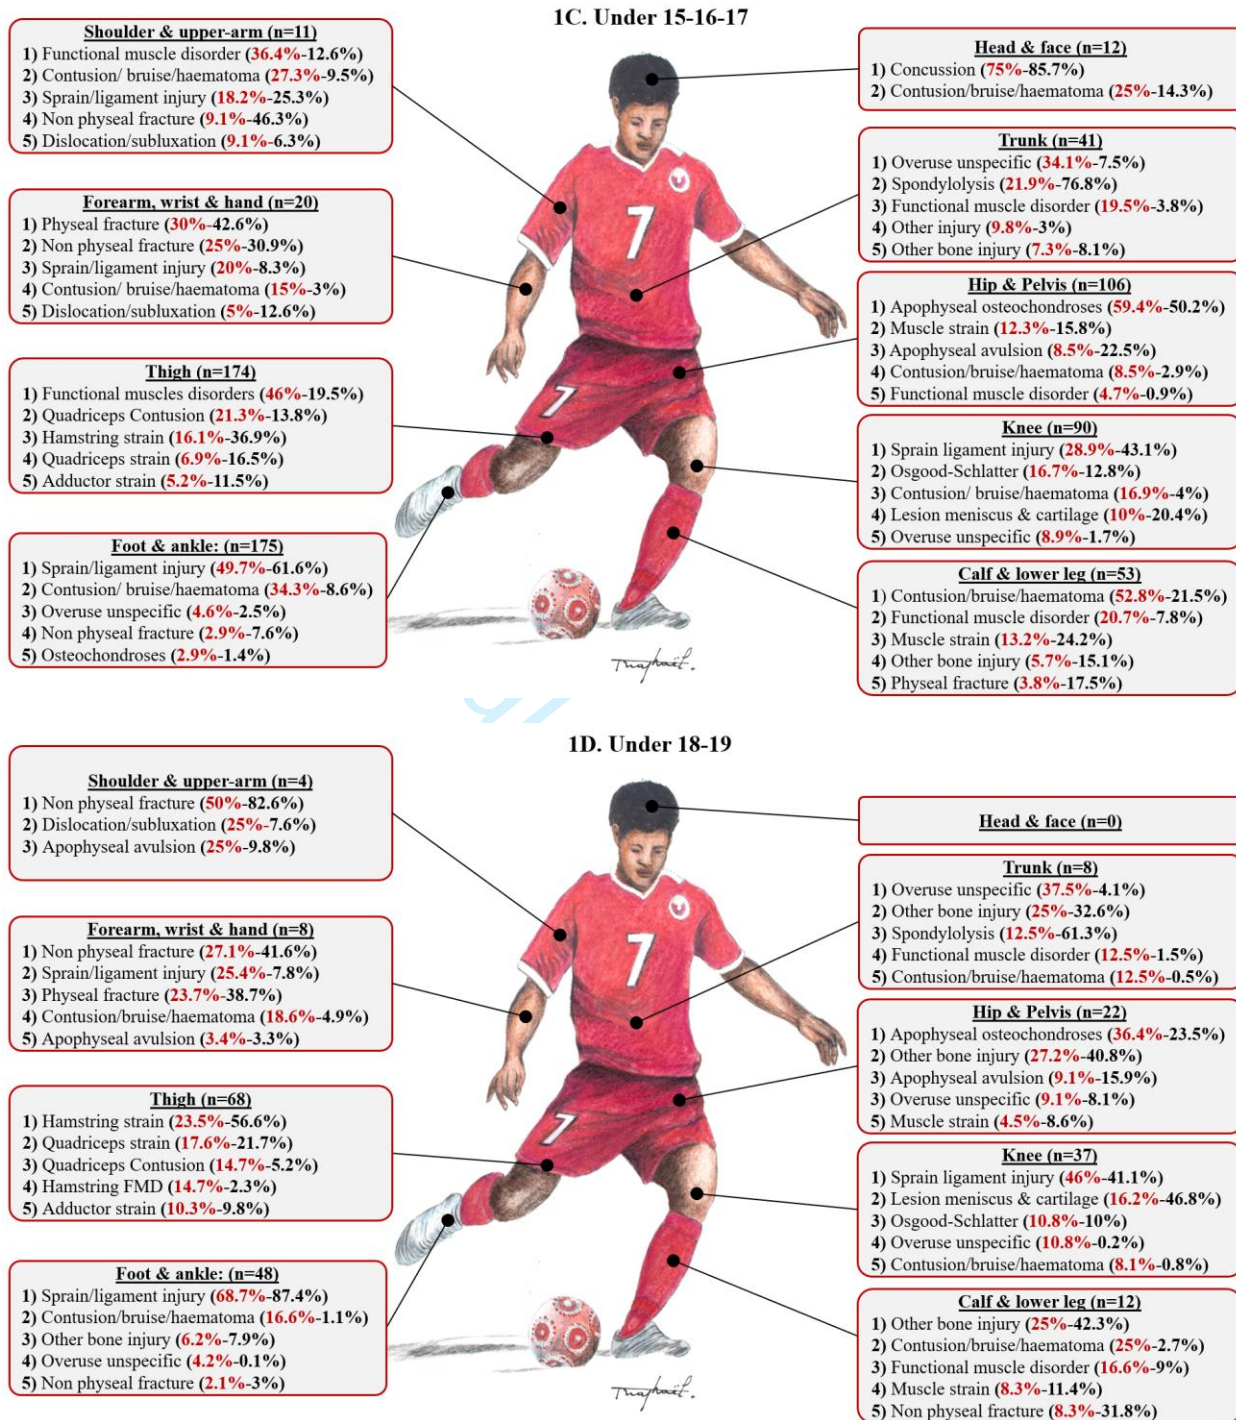 1C. Under 15-16-17
Shoulder & upper-arm (n=11)
1) Functional muscle disorder (36.4%-12.6%)
2) Contusion/ bruise/haematoma (27.3%-9.5%)
3) Sprain/ligament injury (18.2%-25.3%)
4) Non physeal fracture (9.1%-46.3%)
5) Dislocation/subluxation (9.1%-6.3%)
Forearm, wrist & hand (n=20)
1) Physeal fracture (30%-42.6%)
2) Non physeal fracture (25%-30.9%)
3) Sprain/ligament injury (20%-8.3%)
4) Contusion/ bruise/haematoma (15%-3%)
5) Dislocation/subluxation (5%-12.6%)
Thigh (n=174)
1) Functional muscles disorders (46%-19.5%)
2) Quadriceps Contusion (21.3%-13.8%)
3) Hamstring strain (16.1%-36.9%)
4) Quadriceps strain (6.9%-16.5%)
5) Adductor strain (5.2%-11.5%)
Foot & ankle: (n=175)
1) Sprain/ligament injury (49.7%-61.6%)
2) Contusion/ bruise/haematoma (34.3%-8.6%)
3) Overuse unspecific (4.6%-2.5%)
4) Non physeal fracture (2.9%-7.6%)
5) Osteochondroses (2.9%-1.4%)
Head & face (n=12)
1) Concussion (75%-85.7%)
2) Contusion/bruise/haematoma (25%-14.3%)
Trunk (n=41)
1) Overuse unspecific (34.1%-7.5%)
2) Spondylolysis (21.9%-76.8%)
3) Functional muscle disorder (19.5%-3.8%)
4) Other injury (9.8%-3%)
5) Other bone injury (7.3%-8.1%)
Hip & Pelvis (n=106)
1) Apophyseal osteochondroses (59.4%-50.2%)
2) Muscle strain (12.3%-15.8%)
3) Apophyseal avulsion (8.5%-22.5%)
4) Contusion/bruise/haematoma (8.5%-2.9%)
5) Functional muscle disorder (4.7%-0.9%)
Knee (n=90)
1) Sprain ligament injury (28.9%-43.1%)
2) Osgood-Schlatter (16.7%-12.8%)
3) Contusion/ bruise/haematoma (16.9%-4%)
4) Lesion meniscus & cartilage (10%-20.4%)
5) Overuse unspecific (8.9%-1.7%)
Calf & lower leg (n=53)
1) Contusion/bruise/haematoma (52.8%-21.5%)
2) Functional muscle disorder (20.7%-7.8%)
3) Muscle strain (13.2%-24.2%)
4) Other bone injury (5.7%-15.1%)
5) Physeal fracture (3.8%-17.5%)
7
7
1D. Under 18-19
Shoulder & upper-arm (n=4)
1) Non physeal fracture (50%-82.6%)
2) Dislocation/subluxation (25%-7.6%)
3) Apophyseal avulsion (25%-9.8%)
Forearm, wrist & hand (n=8)
1) Non physeal fracture (27.1%-41.6%)
2) Sprain/ligament injury (25.4%-7.8%)
3) Physeal fracture (23.7%-38.7%)
4) Contusion/bruise/haematoma (18.6%-4.9%)
5) Apophyseal avulsion (3.4%-3.3%)
Thigh (n=68)
1) Hamstring strain (23.5%-56.6%)
2) Quadriceps strain (17.6%-21.7%)
3) Quadriceps Contusion (14.7%-5.2%)
4) Hamstring FMD (14.7%-2.3%)
5) Adductor strain (10.3%-9.8%)
Foot & ankle: (n=48)
1) Sprain/ligament injury (68.7%-87.4%)
2) Contusion/bruise/haematoma (16.6%-1.1%)
3) Other bone injury (6.2%-7.9%)
4) Overuse unspecific (4.2%-0.1%)
5) Non physeal fracture (2.1%-3%)
Head & face (n=0)
Trunk (n=8)
1) Overuse unspecific (37.5%-4.1%)
2) Other bone injury (25%-32.6%)
3) Spondylolysis (12.5%-61.3%)
4) Functional muscle disorder (12.5%-1.5%)
5) Contusion/bruise/haematoma (12.5%-0.5%)
Hip & Pelvis (n=22)
1) Apophyseal osteochondroses (36.4%-23.5%)
2) Other bone injury (27.2%-40.8%)
3) Apophyseal avulsion (9.1%-15.9%)
3) Overuse unspecific (9.1%-8.1%)
5) Muscle strain (4.5%-8.6%)
Knee (n=37)
1) Sprain ligament injury (46%-41.1%)
2) Lesion meniscus & cartilage (16.2%-46.8%)
3) Osgood-Schlatter (10.8%-10%)
4) Overuse unspecific (10.8%-0.2%)
5) Contusion/bruise/haematoma (8.1%-0.8%)
Calf & lower leg (n=12)
1) Other bone injury (25%-42.3%)
2) Contusion/bruise/haematoma (25%-2.7%)
3) Functional muscle disorder (16.6%-9%)
4) Muscle strain (8.3%-11.4%)
5) Non physeal fracture (8.3%-31.8%)
7
7